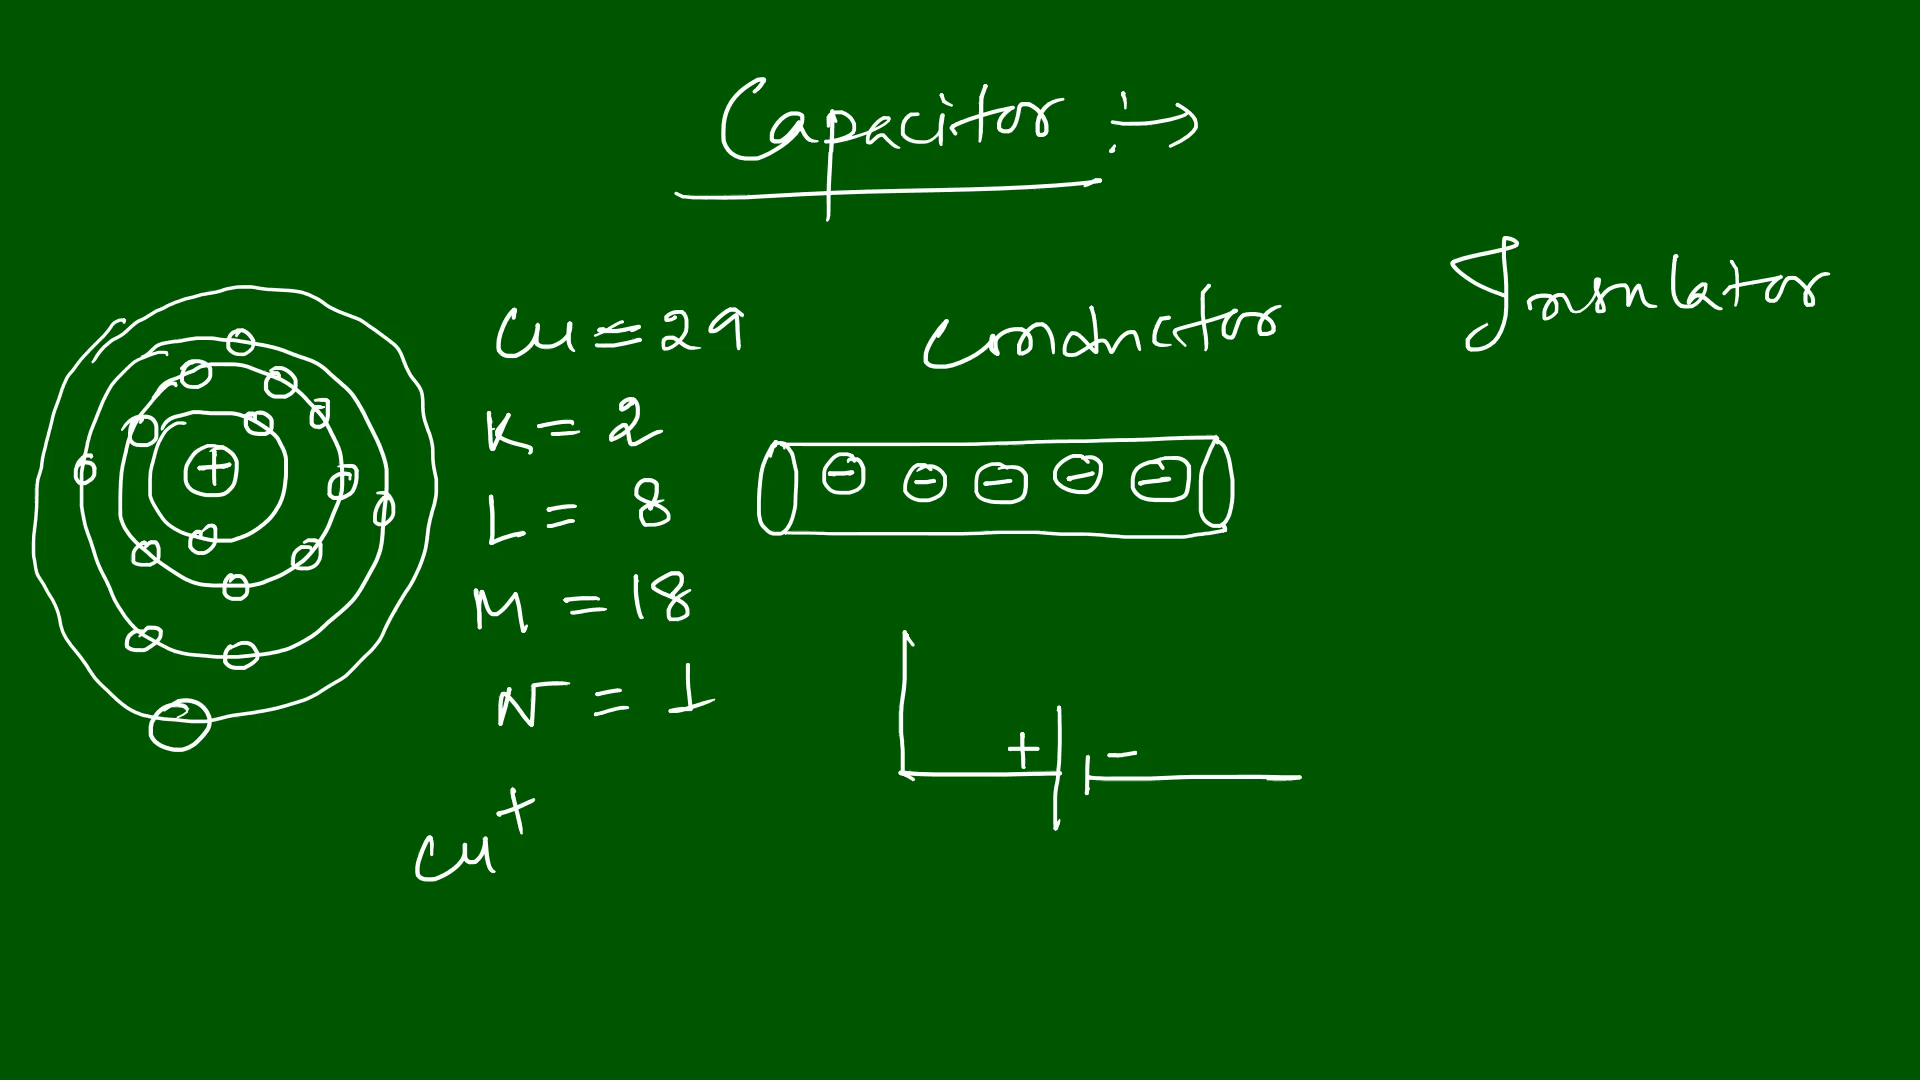 Capacitor :→
Cu = 29
K = 2
L = 8
M = 18
N = 1
Cu⁺
Conductor
- - - - -
+ -
Insulator
+